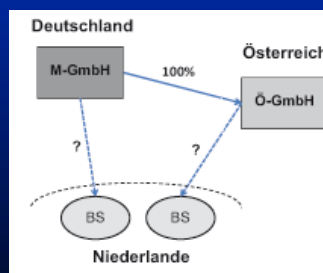 Deutschland
Österreich
M-GmbH
100%
Ö-GmbH
?
?
BS
BS
Niederlande